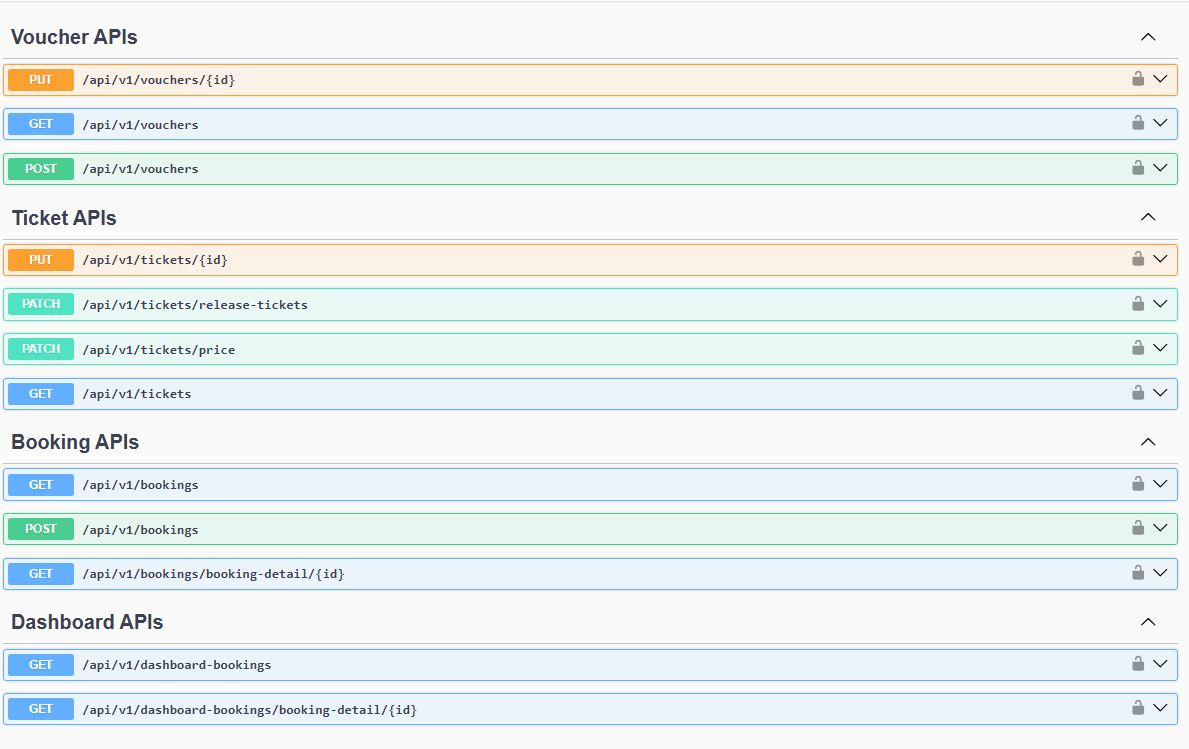 Voucher APIs
PUT /api/v1/vouchers/{id}
GET /api/v1/vouchers
POST /api/v1/vouchers
Ticket APIs
PUT /api/v1/tickets/{id}
PATCH /api/v1/tickets/release-tickets
PATCH /api/v1/tickets/price
GET /api/v1/tickets
Booking APIs
GET /api/v1/bookings
POST /api/v1/bookings
GET /api/v1/bookings/booking-detail/{id}
Dashboard APIs
GET /api/v1/dashboard-bookings
GET /api/v1/dashboard-bookings/booking-detail/{id}